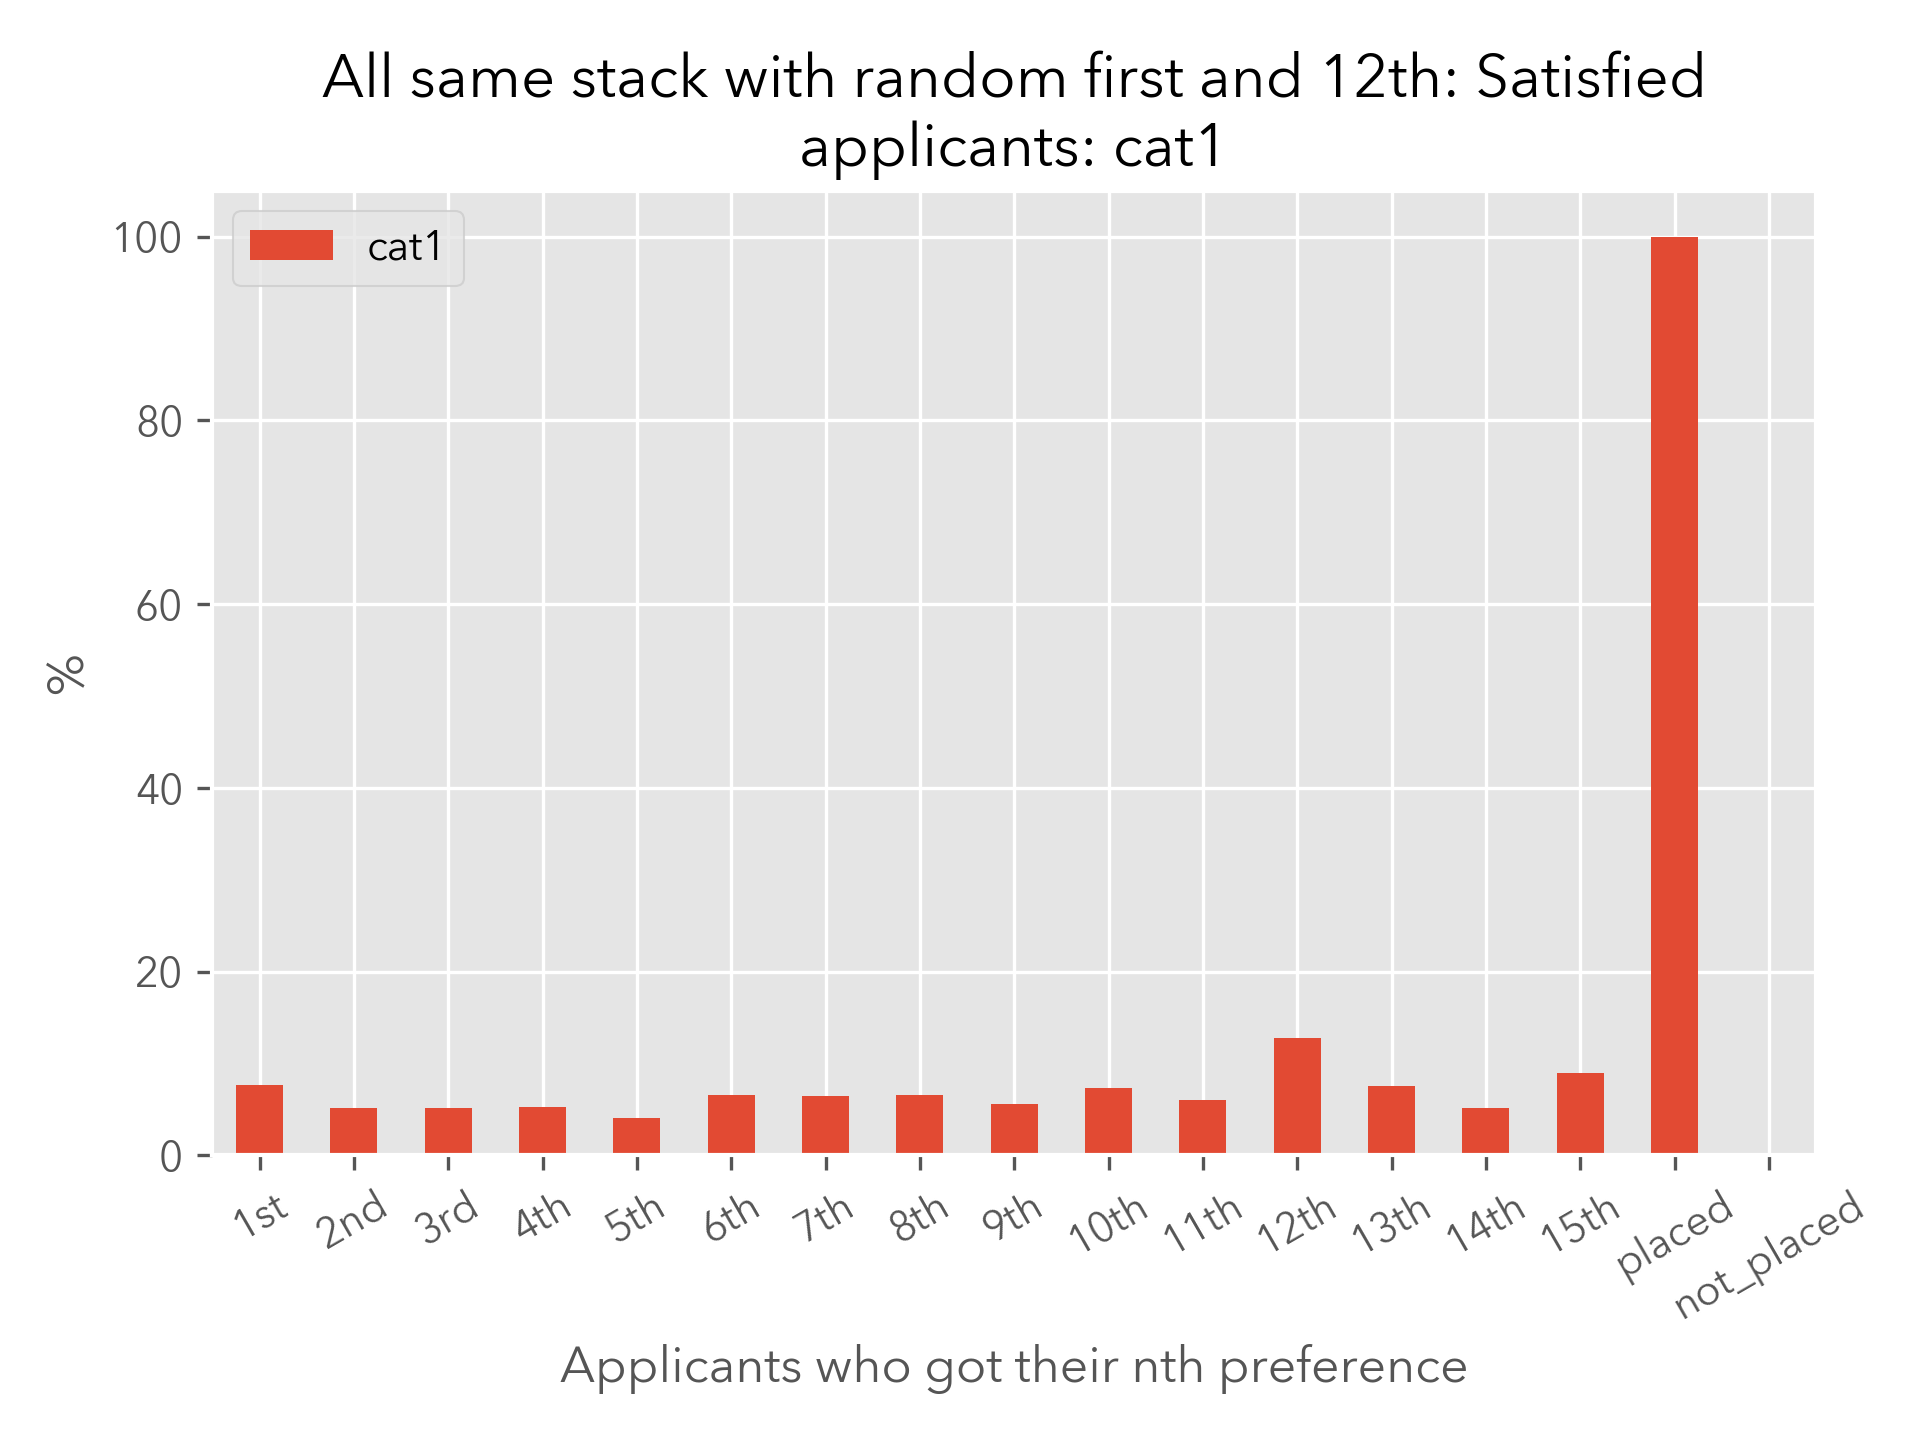 All same stack with random first and 12th: Satisfied
applicants: cat1
cat1
100
80
60
40
20
0
%
1st
2nd
3rd
4th
5th
6th
7th
8th
9th
10th
11th
12th
13th
14th
15th
placed
not_placed
Applicants who got their nth preference